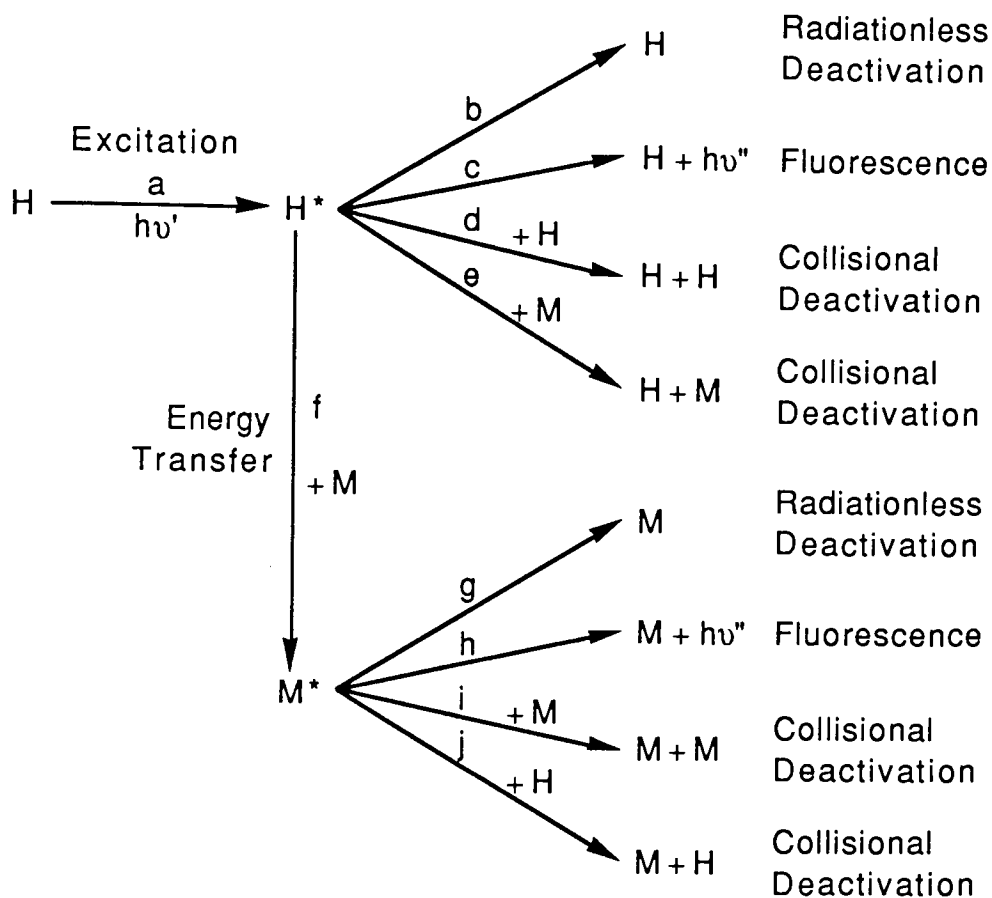 Radiationless
H Deactivation
b
Excitation
H + hυ" Fluorescence
a
c
H
H*
hυ'
d
+ H
Collisional
H + H
Deactivation
e
+ M
Collisional
H + M
Deactivation
f
Energy
Transfer
+ M
Radiationless
M
Deactivation
g
M + hυ" Fluorescence
h
M*
i
+ M
Collisional
M + M
Deactivation
j
+ H
Collisional
M + H
Deactivation